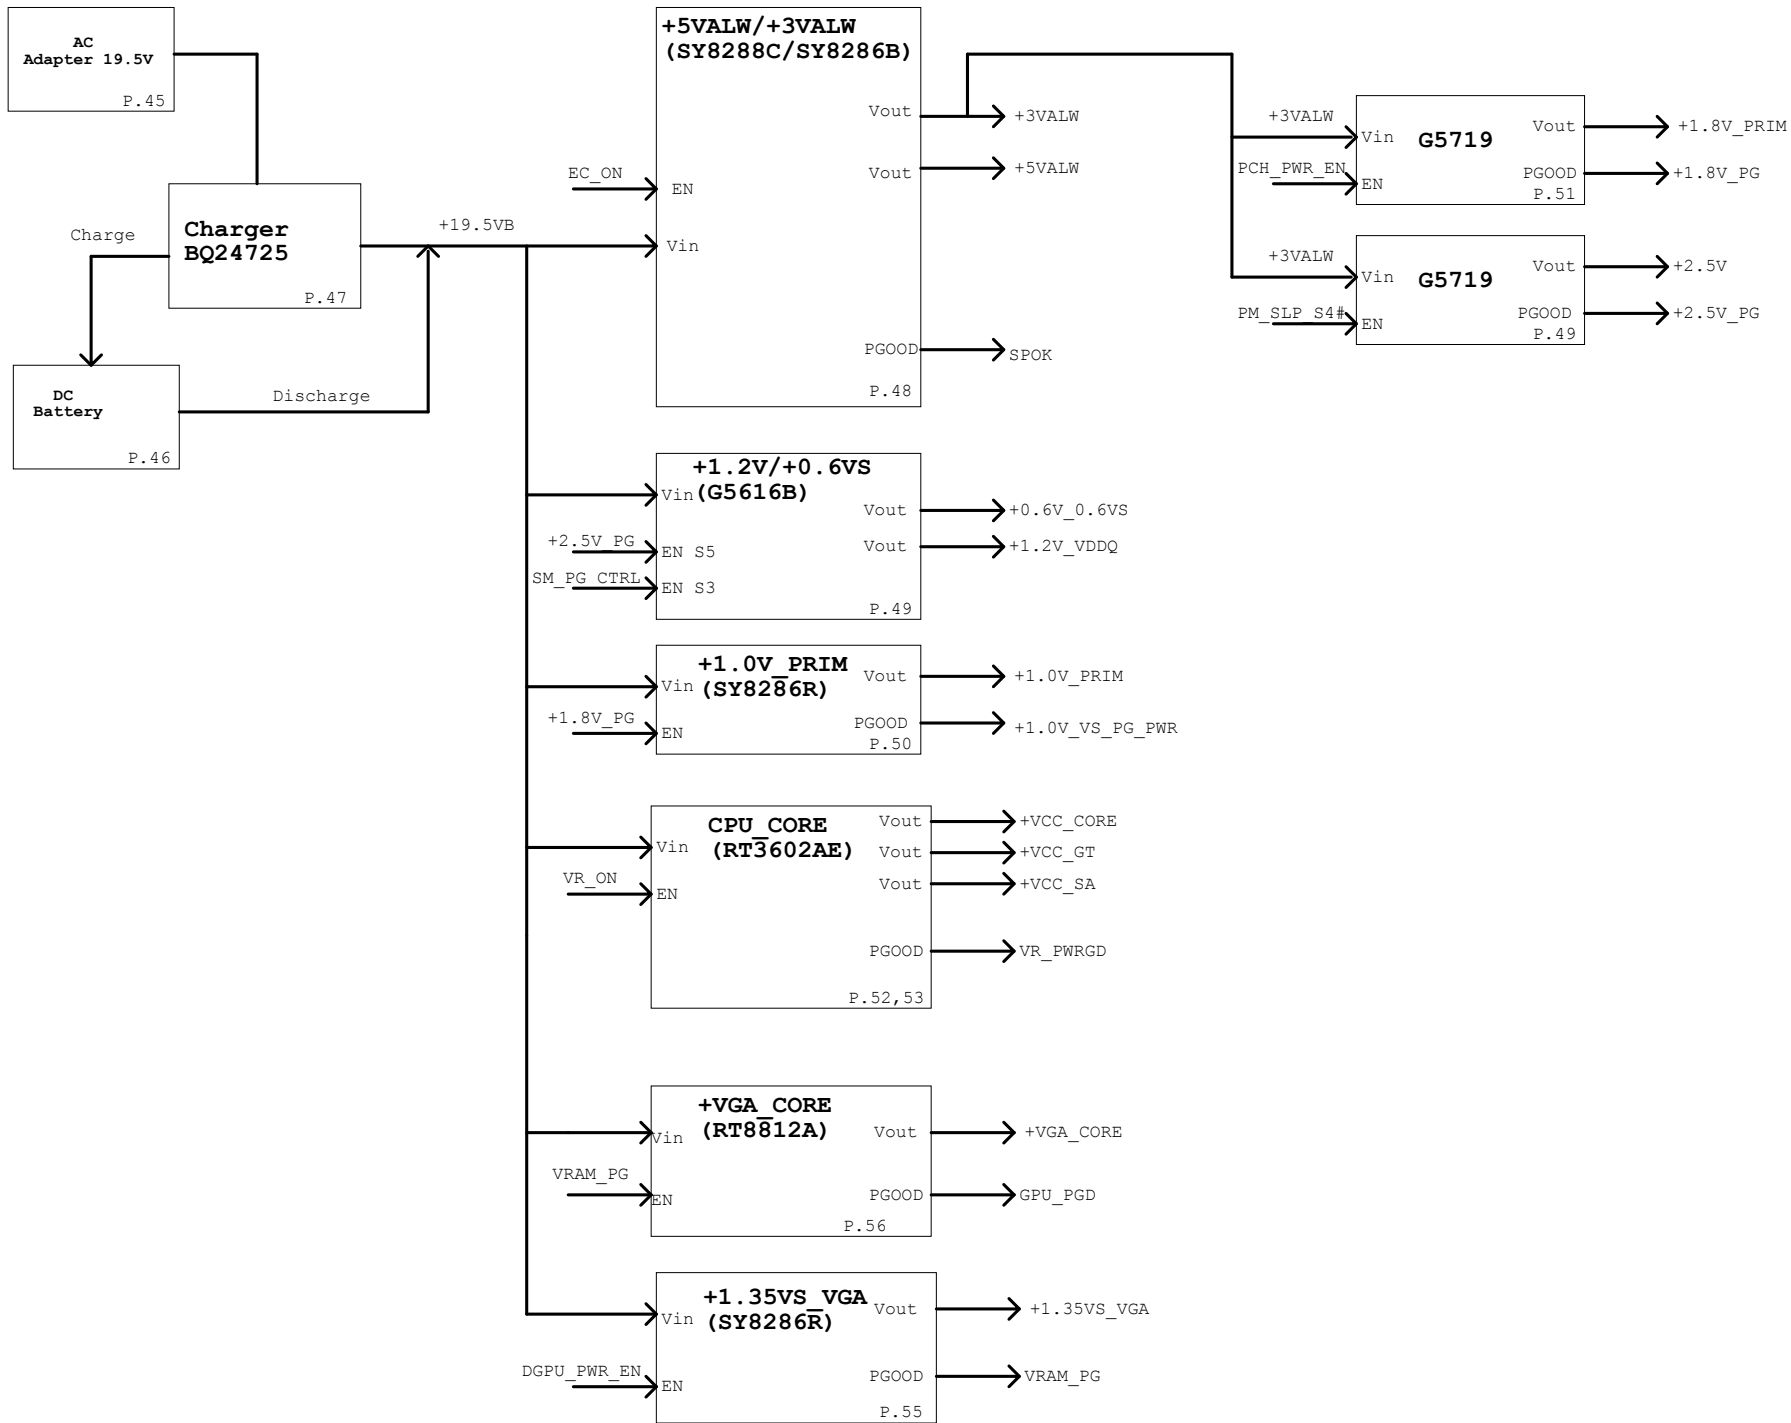 AC
Adapter 19.5V
P.45
Charger
BQ24725
P.47
Charge
DC
Battery
P.46
Discharge
+19.5VB
+5VALW/+3VALW
(SY8288C/SY8286B)
Vout
+3VALW
Vout
+5VALW
EC_ON
EN
Vin
PGOOD
SPOK
P.48
+3VALW
Vin
G5719
Vout
+1.8V_PRIM
PCH_PWR_EN
EN
PGOOD
+1.8V_PG
P.51
+3VALW
Vin
G5719
Vout
+2.5V
PM_SLP_S4#
EN
PGOOD
+2.5V_PG
P.49
+1.2V/+0.6VS
Vin
(G5616B)
Vout
+0.6V_0.6VS
+2.5V_PG
EN S5
Vout
+1.2V_VDDQ
SM_PG_CTRL
EN S3
P.49
+1.0V_PRIM
Vin
(SY8286R)
Vout
+1.0V_PRIM
+1.8V_PG
EN
PGOOD
+1.0V_VS_PG_PWR
P.50
CPU_CORE
(RT3602AE)
Vin
Vout
+VCC_CORE
Vout
+VCC_GT
Vout
+VCC_SA
VR_ON
EN
PGOOD
VR_PWRGD
P.52,53
+VGA_CORE
(RT8812A)
Vin
Vout
+VGA_CORE
VRAM_PG
EN
PGOOD
GPU_PGD
P.56
+1.35VS_VGA
(SY8286R)
Vin
Vout
+1.35VS_VGA
DGPU_PWR_EN
EN
PGOOD
VRAM_PG
P.55